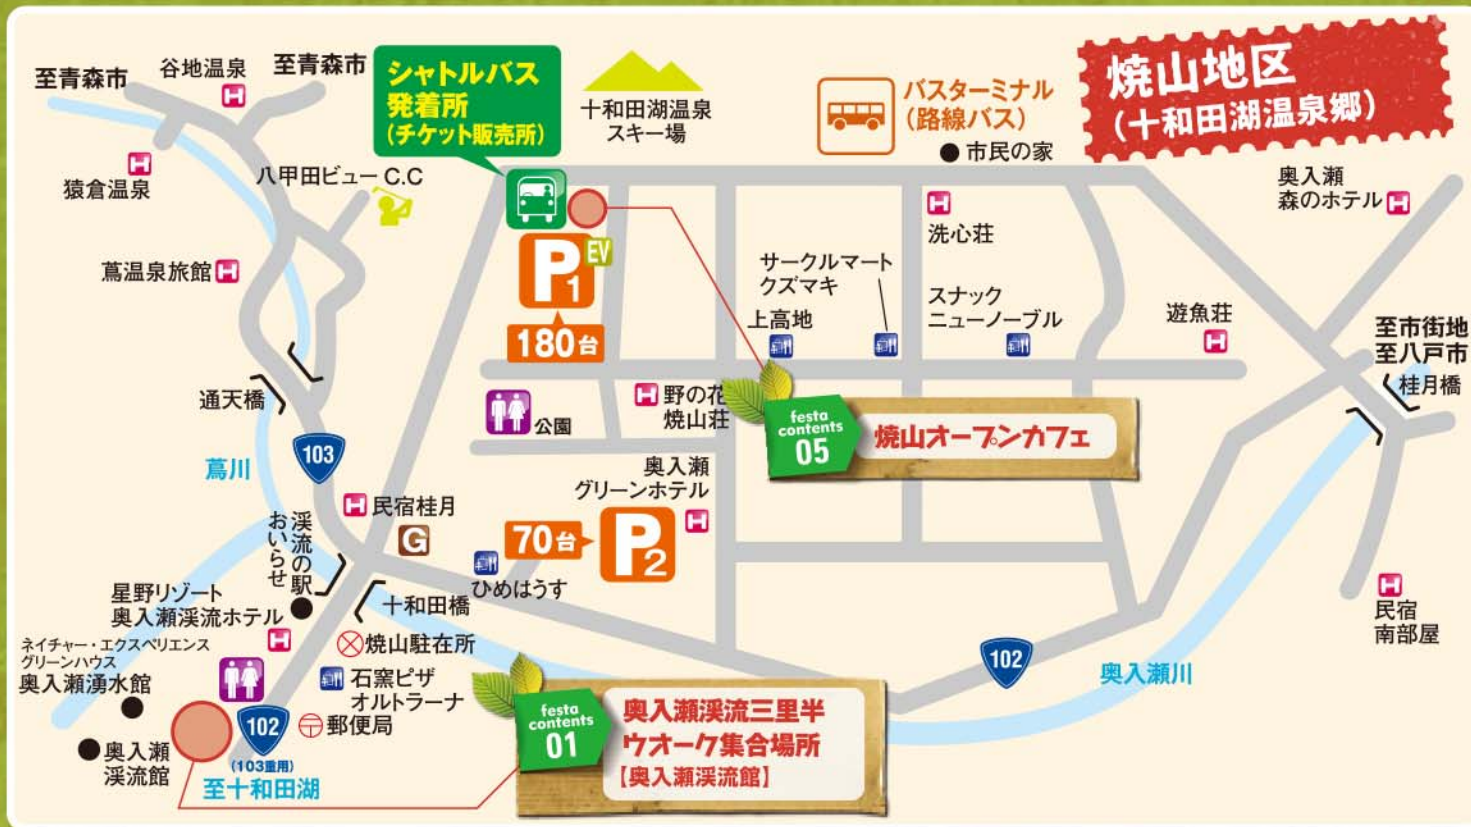 焼山地区
(十和田湖温泉郷)
至青森市
谷地温泉
至青森市
シャトルバス
発着所
(チケット販売所)
十和田湖温泉
スキー場
バスターミナル
(路線バス)
市民の家
猿倉温泉
八甲田ビューC.C
奥入瀬
森のホテル
洗心荘
蔦温泉旅館
P1
EV
180台
サークルマート
クズマキ
上高地
スナック
ニューノーブル
遊魚荘
至市街地
至八戸市
桂月橋
通天橋
103
蔦川
公園
野の花
焼山荘
festa
contents
05
焼山オープンカフェ
奥入瀬
グリーンホテル
70台
P2
民宿桂月
G
渓流の駅
おいらせ
ひめはうす
十和田橋
星野リゾート
奥入瀬渓流ホテル
ネイチャー・エクスペリエンス
グリーンハウス
奥入瀬湧水館
焼山駐在所
石窯ピザ
オルトラーナ
郵便局
奥入瀬
渓流館
102
(103重用)
至十和田湖
festa
contents
01
奥入瀬渓流三里半
ウオーク集合場所
【奥入瀬渓流館】
102
奥入瀬川
民宿
南部屋